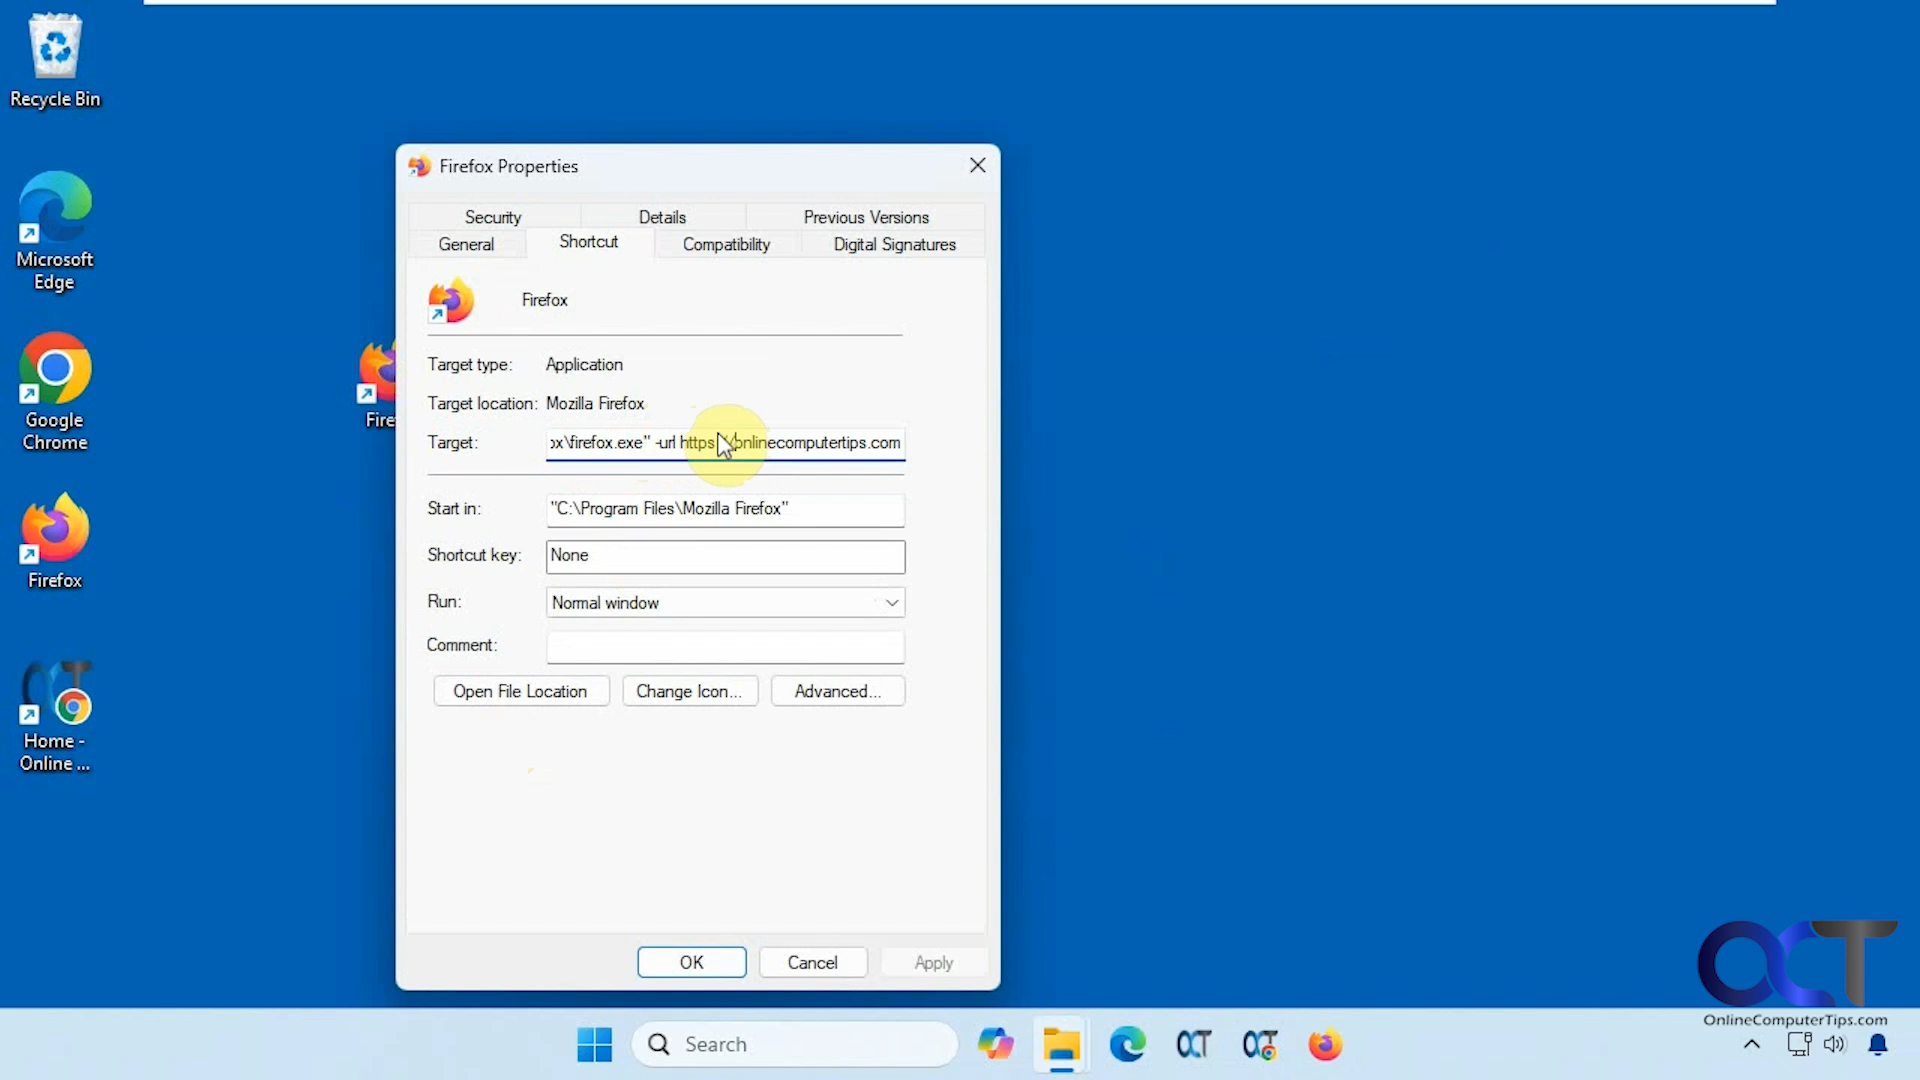 Recycle Bin
Microsoft
Edge
Google
Chrome
Firefox
Home -
Online ...
Fire
Firefox Properties
Security
Details
Previous Versions
General
Shortcut
Compatibility
Digital Signatures
Firefox
Target type: Application
Target location: Mozilla Firefox
Target: ox\firefox.exe" -url https://onlinecomputertips.com
Start in: "C:\Program Files\Mozilla Firefox"
Shortcut key: None
Run: Normal window
Comment:
Open File Location
Change Icon...
Advanced...
OK
Cancel
Apply
OCT
OnlineComputerTips.com
Search
OCT
OCT